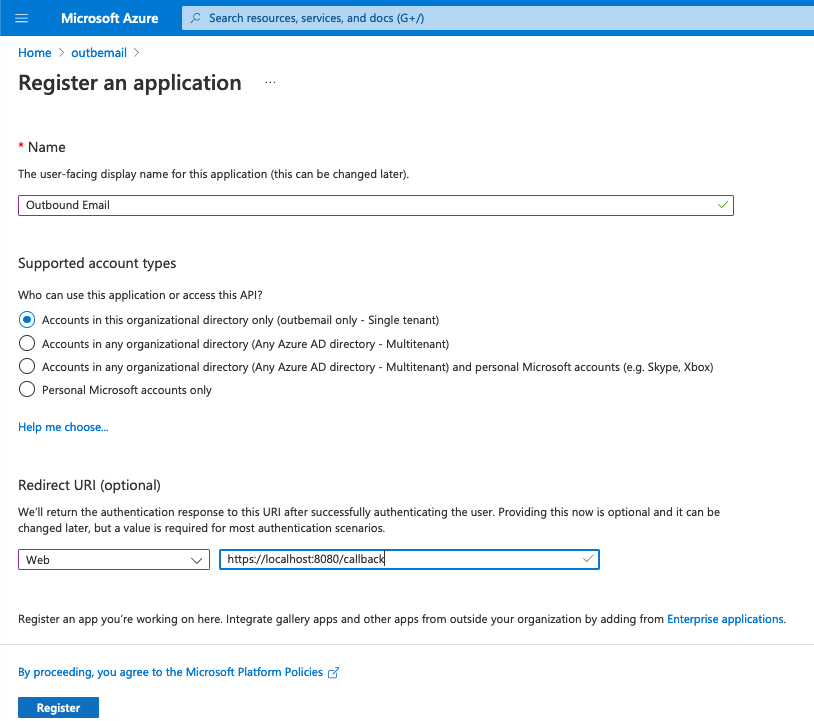 Microsoft Azure
Search resources, services, and docs (G+/)
Home > outbemail >
Register an application ...
* Name
The user-facing display name for this application (this can be changed later).
Outbound Email
Supported account types
Who can use this application or access this API?
Accounts in this organizational directory only (outbemail only - Single tenant)
Accounts in any organizational directory (Any Azure AD directory - Multitenant)
Accounts in any organizational directory (Any Azure AD directory - Multitenant) and personal Microsoft accounts (e.g. Skype, Xbox)
Personal Microsoft accounts only
Help me choose...
Redirect URI (optional)
We'll return the authentication response to this URI after successfully authenticating the user. Providing this now is optional and it can be
changed later, but a value is required for most authentication scenarios.
Web
https://localhost:8080/callback
Register an app you're working on here. Integrate gallery apps and other apps from outside your organization by adding from Enterprise applications.
By proceeding, you agree to the Microsoft Platform Policies
Register